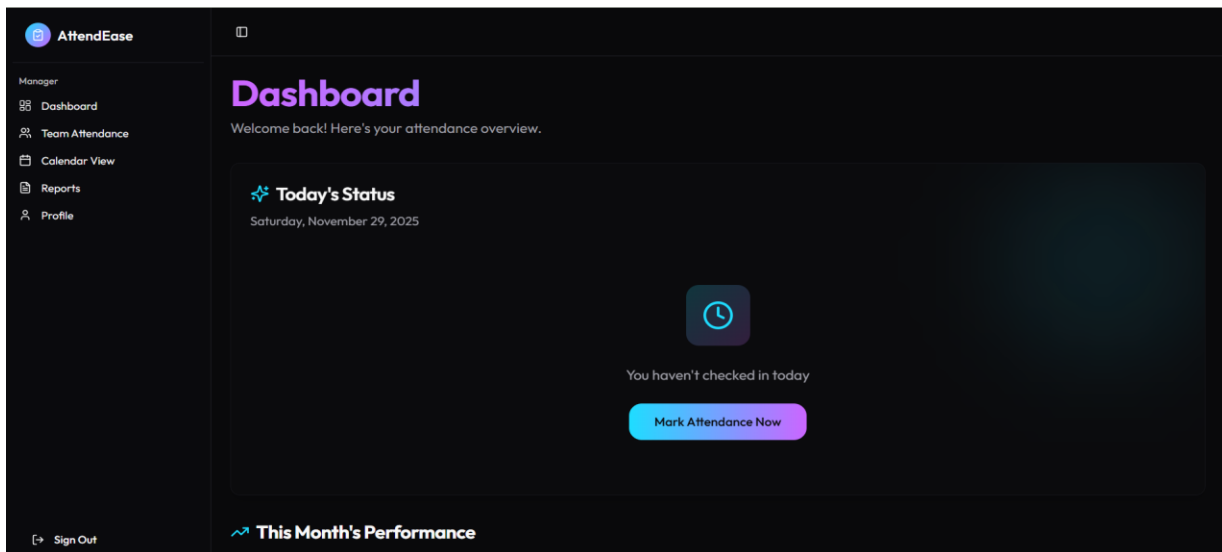 AttendEase
Manager
Dashboard
Team Attendance
Calendar View
Reports
Profile
Sign Out
Dashboard
Welcome back! Here's your attendance overview.
Today's Status
Saturday, November 29, 2025
You haven't checked in today
Mark Attendance Now
This Month's Performance